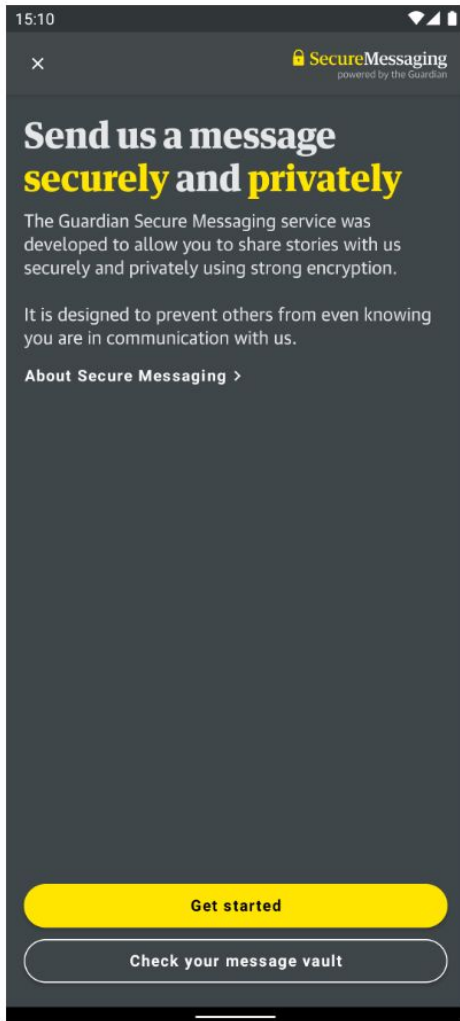 15:10
SecureMessaging
powered by the Guardian
Send us a message
securely and privately
The Guardian Secure Messaging service was
developed to allow you to share stories with us
securely and privately using strong encryption.
It is designed to prevent others from even knowing
you are in communication with us.
About Secure Messaging >
Get started
Check your message vault